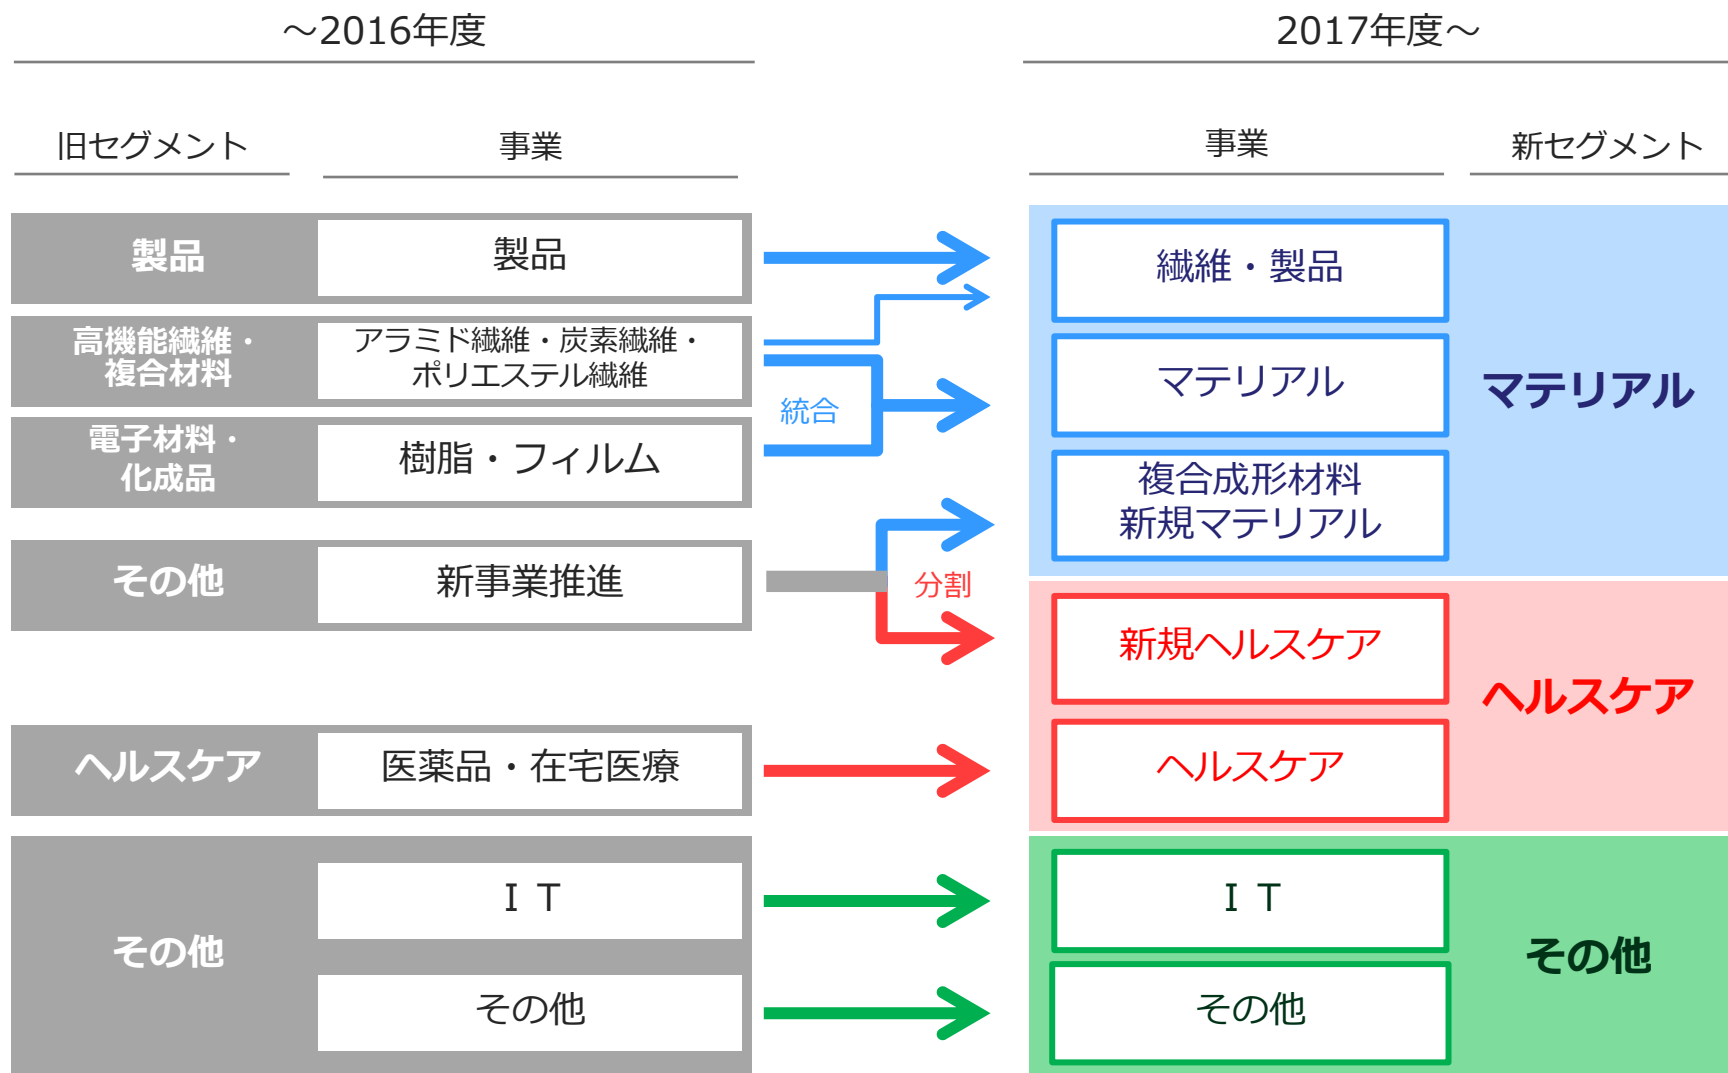 ～2016年度
2017年度～
旧セグメント
事業
事業
新セグメント
製品
製品
繊維・製品
高機能繊維・
複合材料
アラミド繊維・炭素繊維・
ポリエステル繊維
マテリアル
マテリアル
統合
電子材料・
化成品
樹脂・フィルム
複合成形材料
新規マテリアル
その他
新事業推進
分割
新規ヘルスケア
ヘルスケア
ヘルスケア
医薬品・在宅医療
ヘルスケア
その他
ＩＴ
ＩＴ
その他
その他
その他